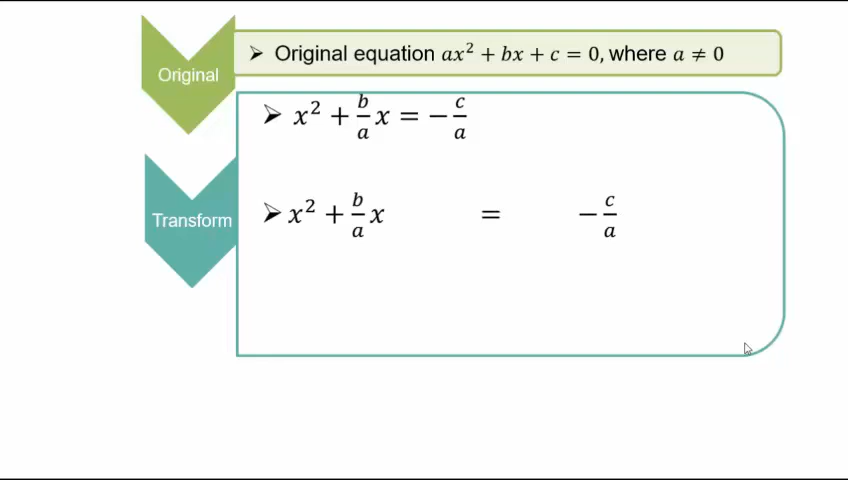 Original
➢ Original equation 𝑎𝑥² + 𝑏𝑥 + 𝑐 = 0, where 𝑎 ≠ 0
➢ 𝑥² + 𝑏/𝑎 𝑥 = − 𝑐/𝑎
Transform
➢ 𝑥² + 𝑏/𝑎 𝑥 = − 𝑐/𝑎